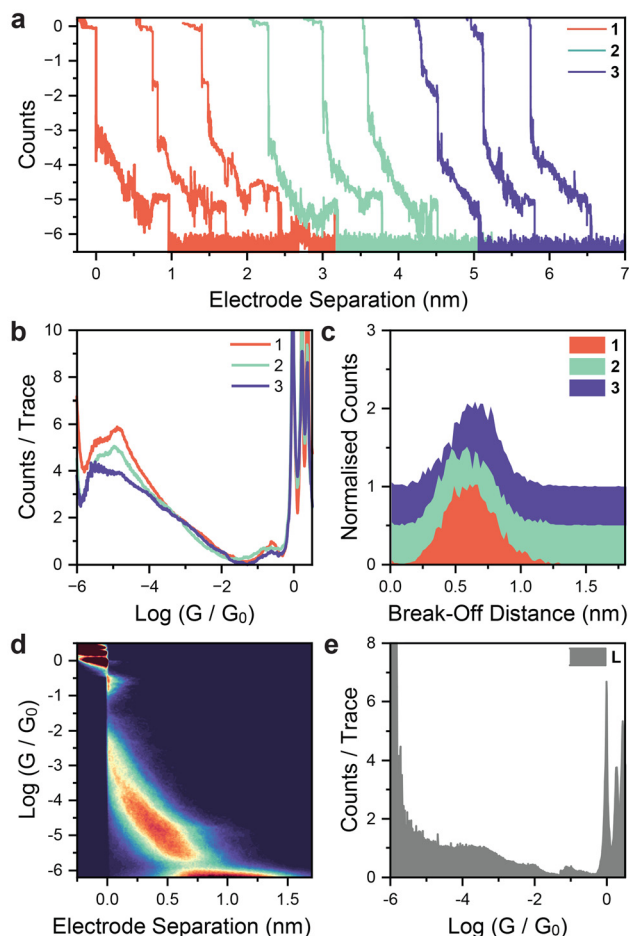 a
Counts
0
−1
−2
−3
−4
−5
−6
1
2
3
0 1 2 3 4 5 6 7
Electrode Separation (nm)
b
Counts / Trace
10
8
6
4
2
0
1
2
3
−6 −4 −2 0
Log (G / G₀)
c
Normalised Counts
3
2
1
0
1
2
3
0.0 0.5 1.0 1.5
Break-Off Distance (nm)
d
Log (G / G₀)
0
-1
-2
-3
-4
-5
-6
0.0 0.5 1.0 1.5
Electrode Separation (nm)
e
Counts / Trace
8
6
4
2
0
L
-6 -4 -2 0
Log (G / G₀)